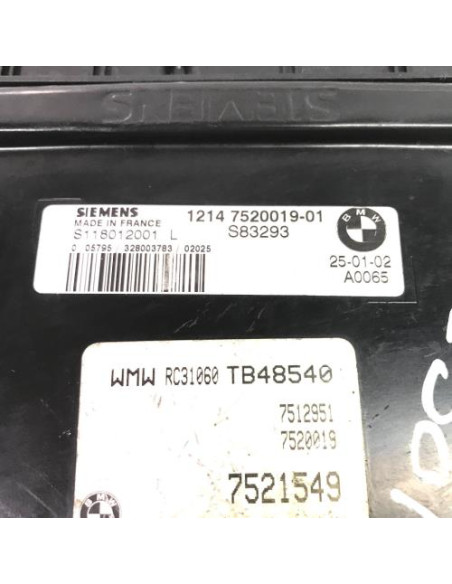 SIEMENS
SIEMENS 1214 7520019-01 BMW
MADE IN FRANCE
S118012001 L S83293
0 05795 / 328003783 / 02025 25-01-02
A0065
WMW RC31060 TB48540
7512951
7520019
7521549
BMW